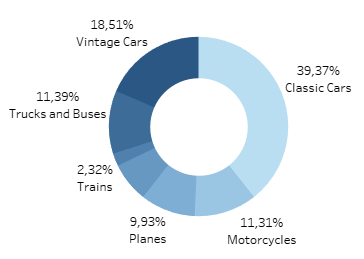 18,51%
Vintage Cars
39,37%
Classic Cars
11,39%
Trucks and Buses
2,32%
Trains
9,93%
Planes
11,31%
Motorcycles